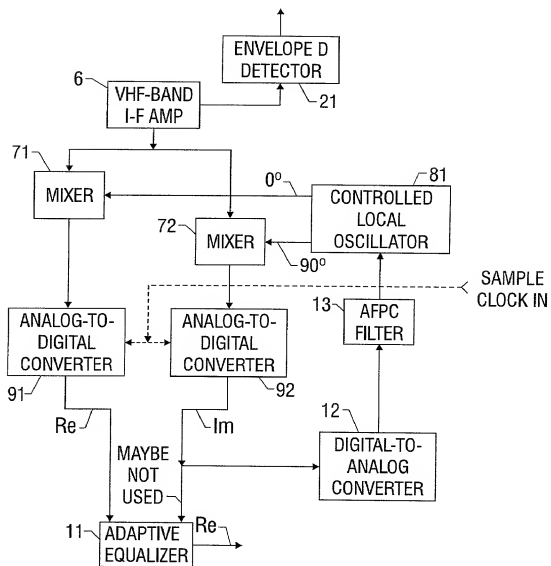 ENVELOPE D
DETECTOR
21
6
VHF-BAND
I-F AMP
71
MIXER
0º
81
CONTROLLED
LOCAL
OSCILLATOR
72
MIXER
90º
SAMPLE
CLOCK IN
13
AFPC
FILTER
ANALOG-TO-
DIGITAL
CONVERTER
91
ANALOG-TO-
DIGITAL
CONVERTER
92
Re
Im
12
DIGITAL-TO-
ANALOG
CONVERTER
MAYBE
NOT
USED
11
ADAPTIVE
EQUALIZER
Re